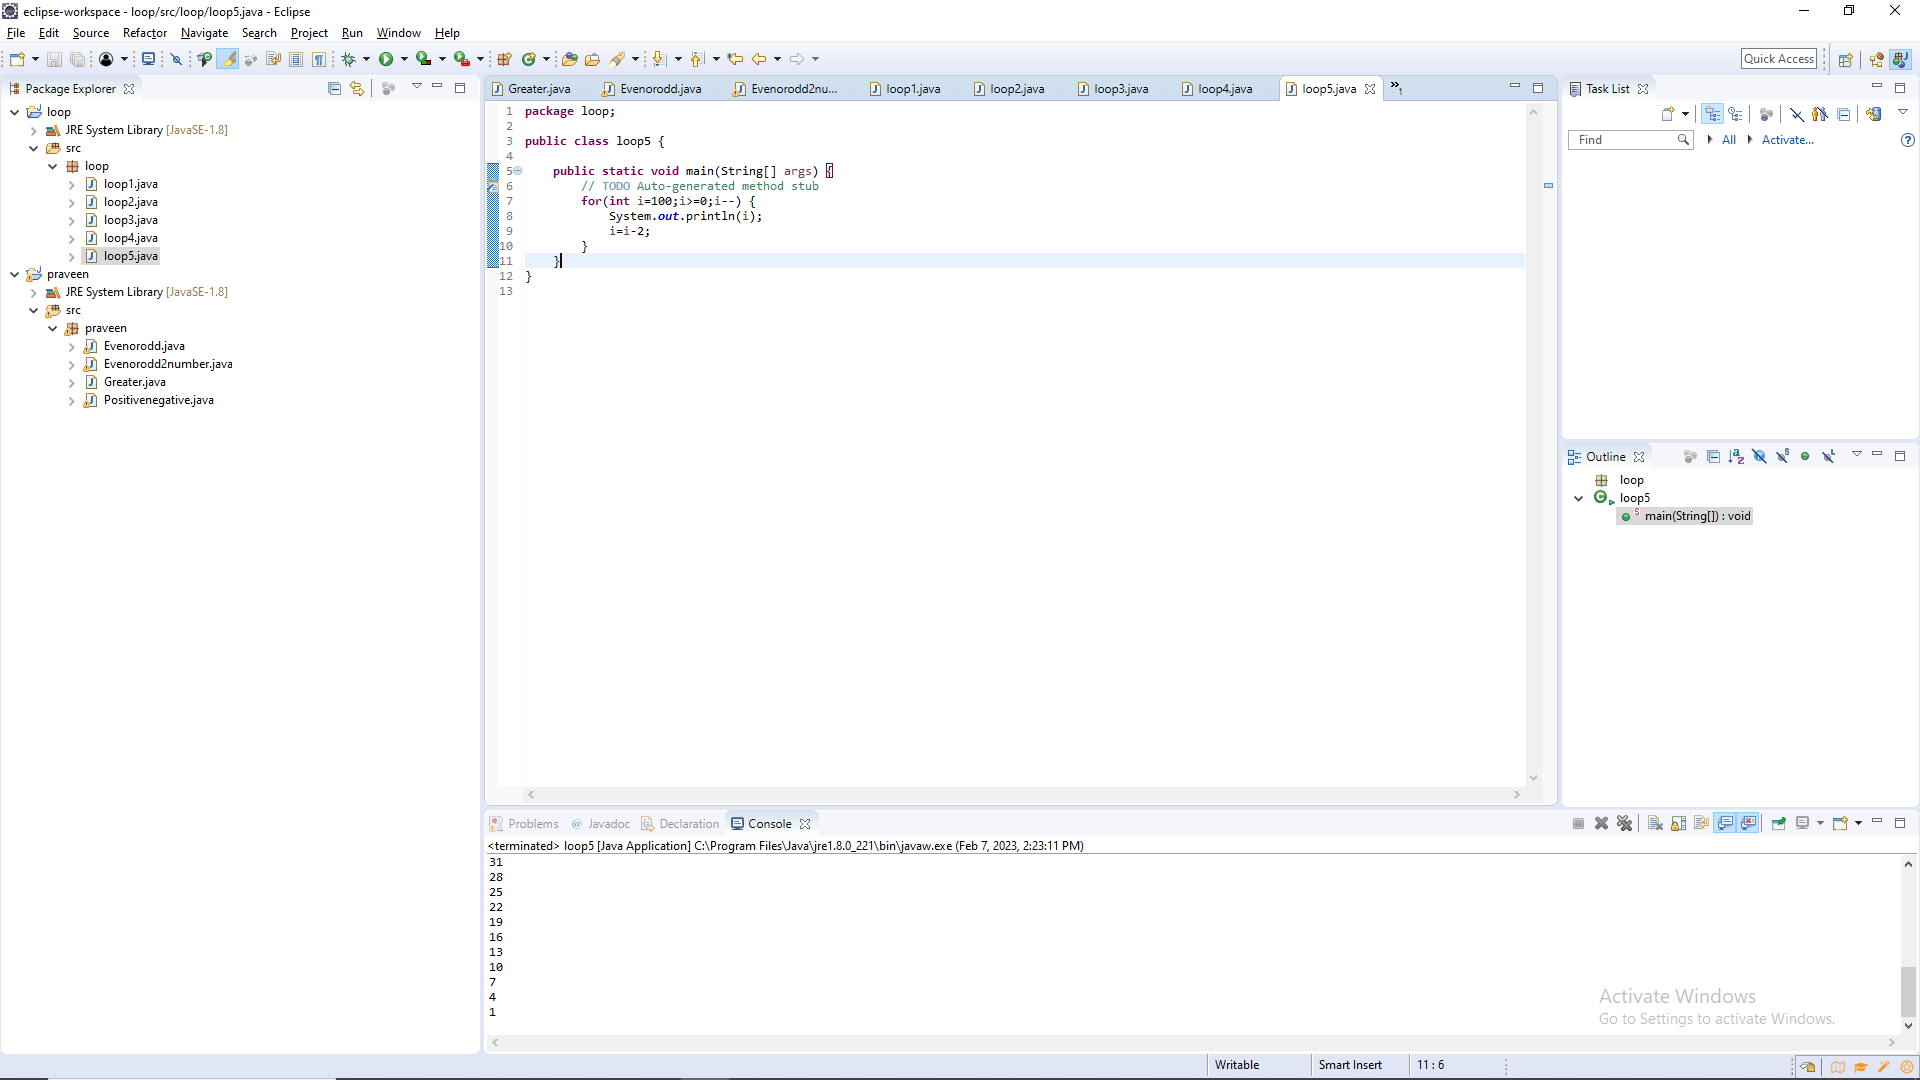 eclipse-workspace - loop/src/loop/loop5.java - Eclipse
File Edit Source Refactor Navigate Search Project Run Window Help
Quick Access
Package Explorer
loop
JRE System Library [JavaSE-1.8]
src
loop
loop1.java
loop2.java
loop3.java
loop4.java
loop5.java
praveen
JRE System Library [JavaSE-1.8]
src
praveen
Evenorodd.java
Evenorodd2number.java
Greater.java
Positivenegative.java
Greater.java Evenorodd.java Evenorodd2nu... loop1.java loop2.java loop3.java loop4.java loop5.java »1
1 package loop;
2
3 public class loop5 {
4
5 public static void main(String[] args) {
6 // TODO Auto-generated method stub
7 for(int i=100;i>=0;i--) {
8 System.out.println(i);
9 i=i-2;
10 }
11 }
12 }
13
Task List
Find All Activate...
Outline
loop
loop5
main(String[]) : void
Problems Javadoc Declaration Console
<terminated> loop5 [Java Application] C:\Program Files\Java\jre1.8.0_221\bin\javaw.exe (Feb 7, 2023, 2:23:11 PM)
31
28
25
22
19
16
13
10
7
4
1
Activate Windows
Go to Settings to activate Windows.
Writable Smart Insert 11 : 6